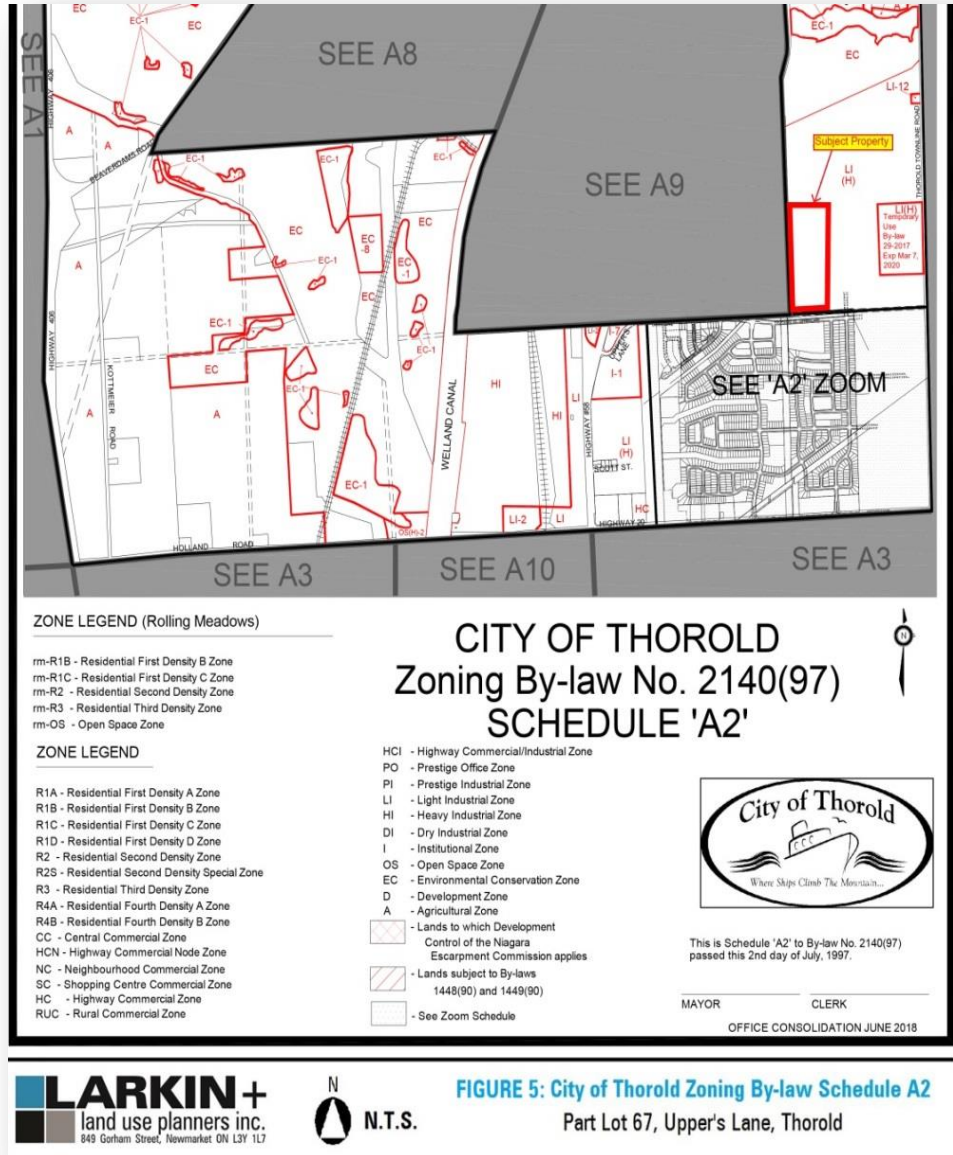 EC
EC-1
EC
SEE A8
EC-1
EC
LI-12
SEE A1
HIGHWAY 406
A
A
BEAVERDAMS ROAD
EC-1
EC-1
EC-1
THOROLD TOWNLINE ROAD
Subject Property
LI
(H)
SEE A9
LI(H)
Temporary
Use
By-law
29-2017
Exp Mar 7,
2020
EC
EC
EC
-8
EC
-1
A
EC-1
EC
EC-1
EC-1
HIGHWAY 406
KOTTMEIER ROAD
EC
A
A
EC-1
WELLAND CANAL
HI
HI
LI
I-1
LANE
HIGHWAY #58
SEE 'A2' ZOOM
LI
(H)
SCOTT ST.
EC-1
OS(H)-2
LI-2
LI
HC
HIGHWAY 20
HOLLAND ROAD
SEE A3
SEE A10
SEE A3
ZONE LEGEND (Rolling Meadows)
rm-R1B - Residential First Density B Zone
rm-R1C - Residential First Density C Zone
rm-R2 - Residential Second Density Zone
rm-R3 - Residential Third Density Zone
rm-OS - Open Space Zone
CITY OF THOROLD
Zoning By-law No. 2140(97)
SCHEDULE 'A2'
N
ZONE LEGEND
R1A - Residential First Density A Zone
R1B - Residential First Density B Zone
R1C - Residential First Density C Zone
R1D - Residential First Density D Zone
R2 - Residential Second Density Zone
R2S - Residential Second Density Special Zone
R3 - Residential Third Density Zone
R4A - Residential Fourth Density A Zone
R4B - Residential Fourth Density B Zone
CC - Central Commercial Zone
HCN - Highway Commercial Node Zone
NC - Neighbourhood Commercial Zone
SC - Shopping Centre Commercial Zone
HC - Highway Commercial Zone
RUC - Rural Commercial Zone
HCI - Highway Commercial/Industrial Zone
PO - Prestige Office Zone
PI - Prestige Industrial Zone
LI - Light Industrial Zone
HI - Heavy Industrial Zone
DI - Dry Industrial Zone
I - Institutional Zone
OS - Open Space Zone
EC - Environmental Conservation Zone
D - Development Zone
A - Agricultural Zone
- Lands to which Development
Control of the Niagara
Escarpment Commission applies
- Lands subject to By-laws
1448(90) and 1449(90)
- See Zoom Schedule
City of Thorold
Where Ships Climb The Mountain...
This is Schedule 'A2' to By-law No. 2140(97)
passed this 2nd day of July, 1997.
MAYOR CLERK
OFFICE CONSOLIDATION JUNE 2018
LARKIN+
land use planners inc.
849 Gorham Street, Newmarket ON L3Y 1L7
N
N.T.S.
FIGURE 5: City of Thorold Zoning By-law Schedule A2
Part Lot 67, Upper's Lane, Thorold